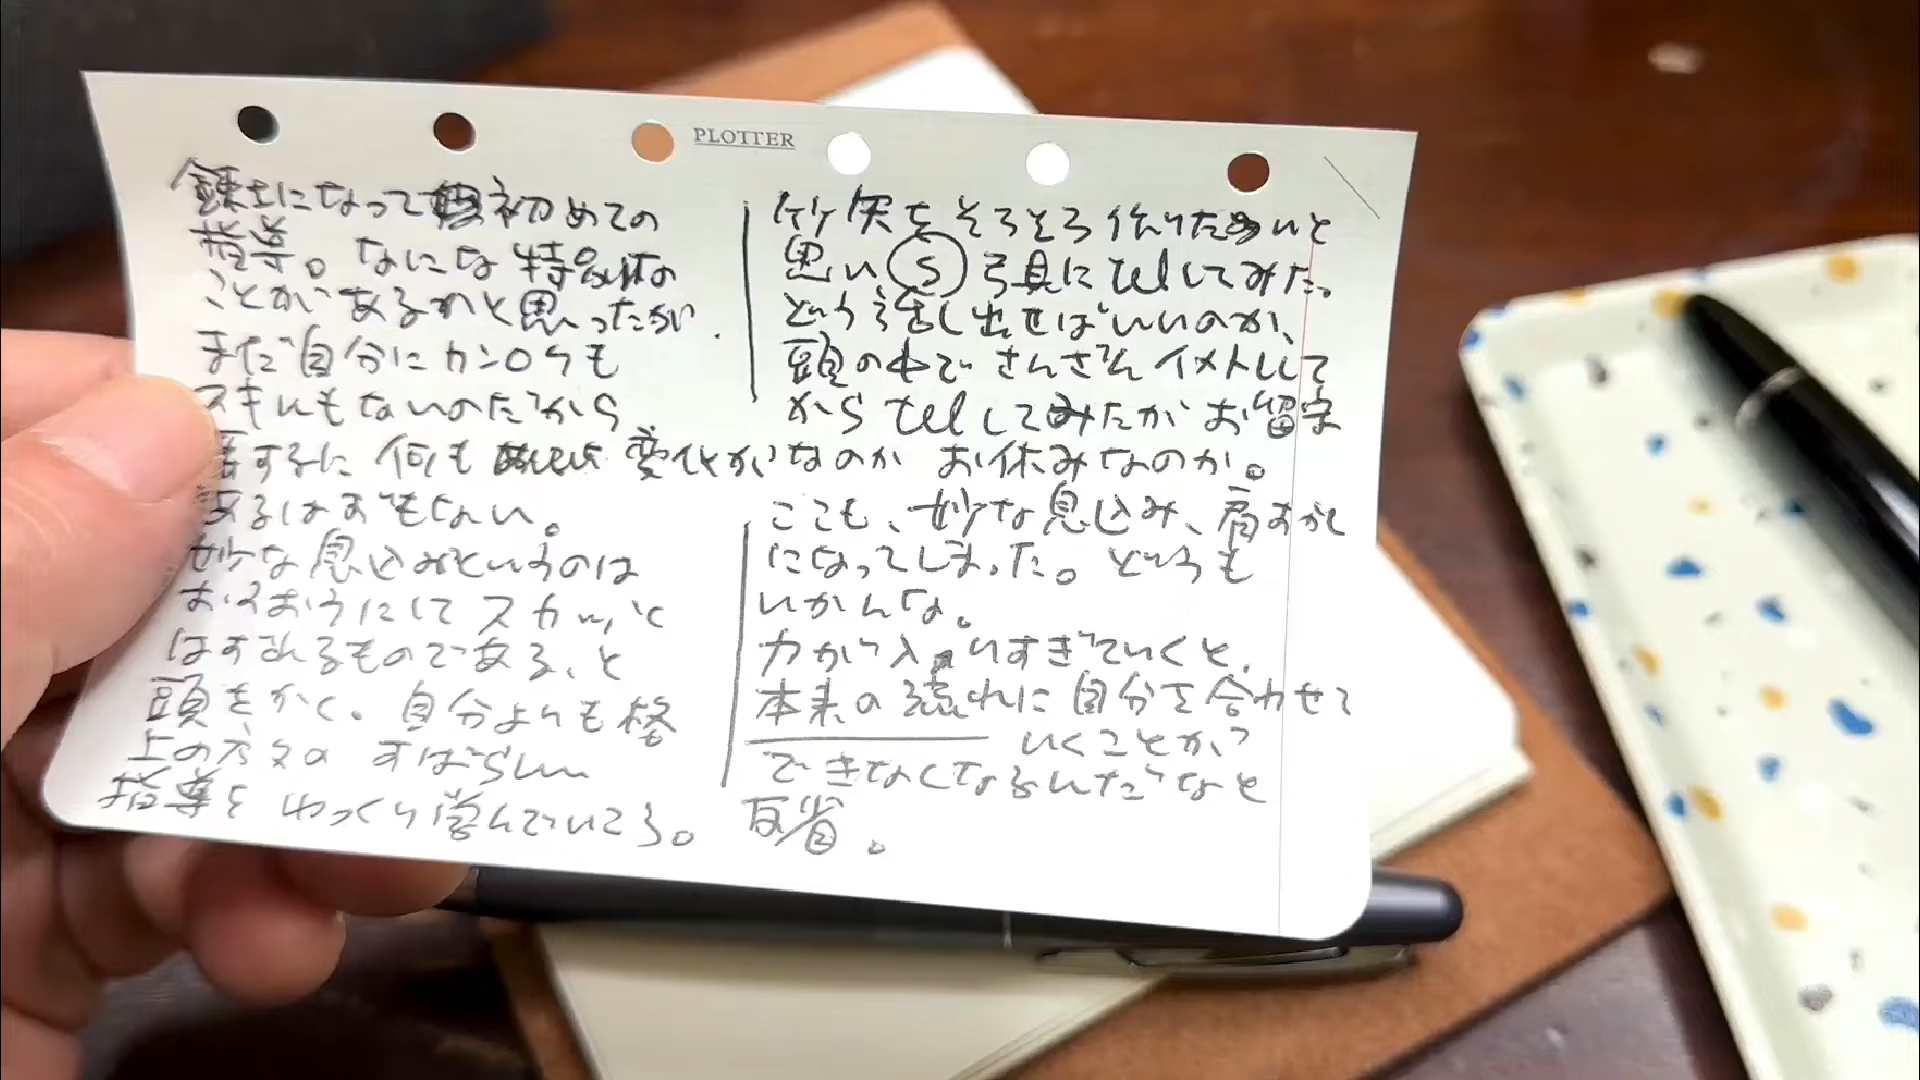 PLOTTER
錬士になって初めての
指導。なにな特別な
ことがあるかと思ったが、
まだ自分にカンロクも
スキルもないのだから
するに 何も 変化が
あるはずもない。
妙な息込みというのは
おうおうにしてスカッと
はずれるものである、と
頭をかく。自分よりも格
上の方々の すばらしい
指導を ゆっくり学んでいこう。
竹矢をそろそろ作りたいと
思い Ⓢ 弓具にtelしてみた。
どう話し出せばいいのか、
頭の中で さんざん イメトレして
から telしてみたが お留守
なのか お休みなのか。
ここも、妙な息込み、肩すかし
になってしまった。どうも
いかんな。
力が入りすぎていくと、
本来の流れに自分を合わせて
いくことが
できなくなるんだなと
反省。